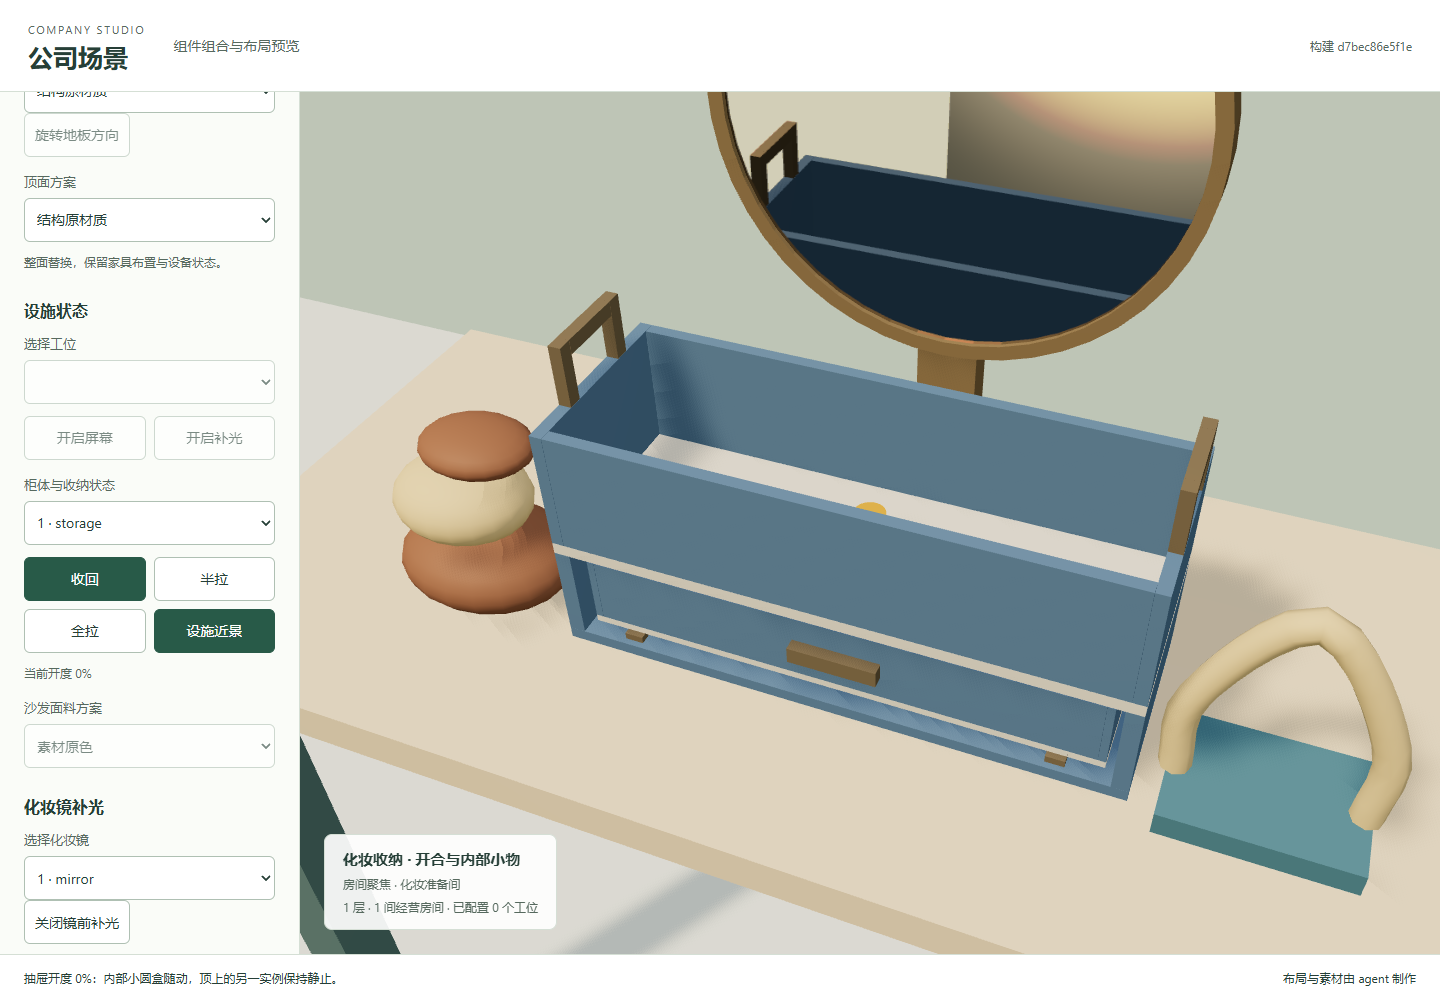 COMPANY STUDIO
公司场景
组件组合与布局预览
构建 d7bec86e5f1e
结构原材质
旋转地板方向
顶面方案
结构原材质
整面替换，保留家具布置与设备状态。
设施状态
选择工位
开启屏幕
开启补光
柜体与收纳状态
1 · storage
收回
半拉
全拉
设施近景
当前开度 0%
沙发面料方案
素材原色
化妆镜补光
选择化妆镜
1 · mirror
关闭镜前补光
化妆收纳 · 开合与内部小物
房间聚焦 · 化妆准备间
1 层 · 1 间经营房间 · 已配置 0 个工位
抽屉开度 0%：内部小圆盒随动，顶上的另一实例保持静止。
布局与素材由 agent 制作